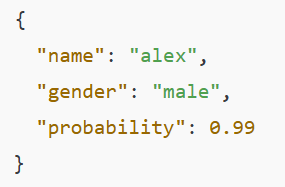 {
"name": "alex",
"gender": "male",
"probability": 0.99
}